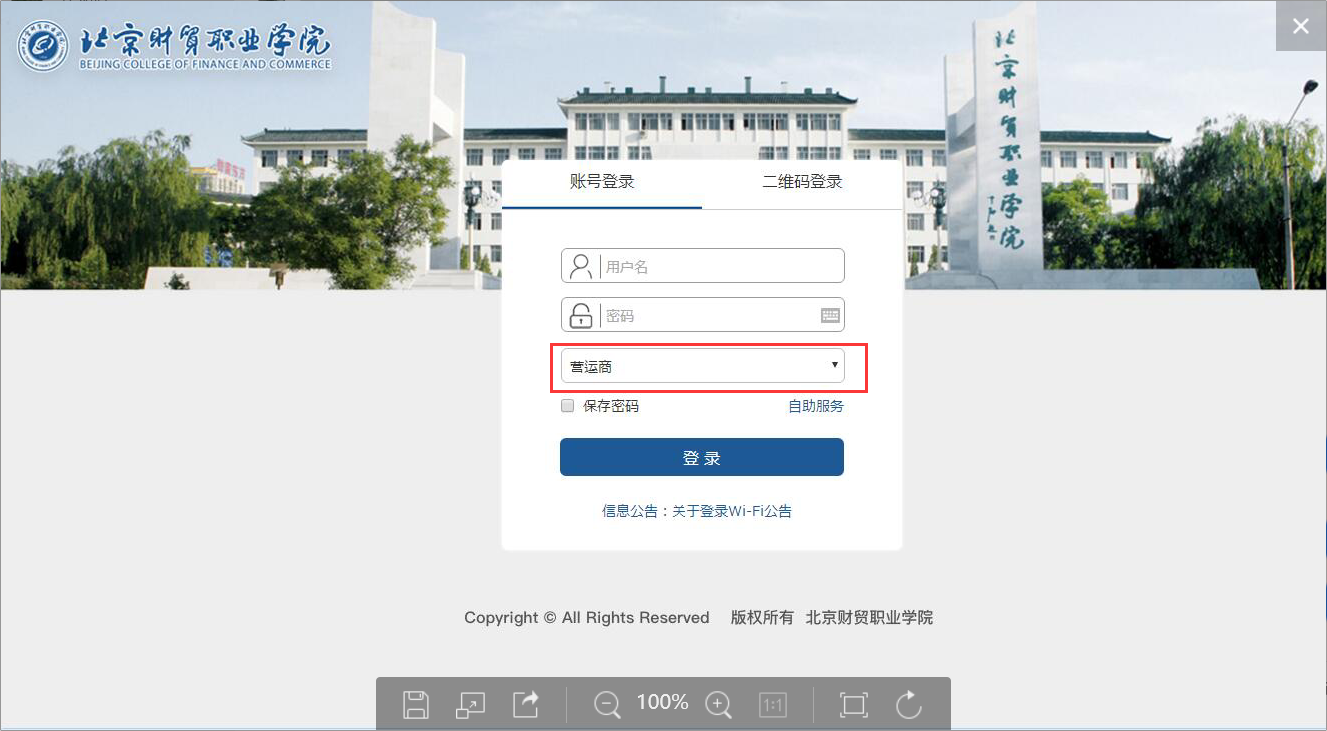 北京财贸职业学院
BEIJING COLLEGE OF FINANCE AND COMMERCE
北京财贸职业学院
账号登录 二维码登录
用户名
密码
营运商
保存密码 自助服务
登 录
信息公告：关于登录Wi-Fi公告
Copyright © All Rights Reserved 版权所有 北京财贸职业学院
100%
1:1